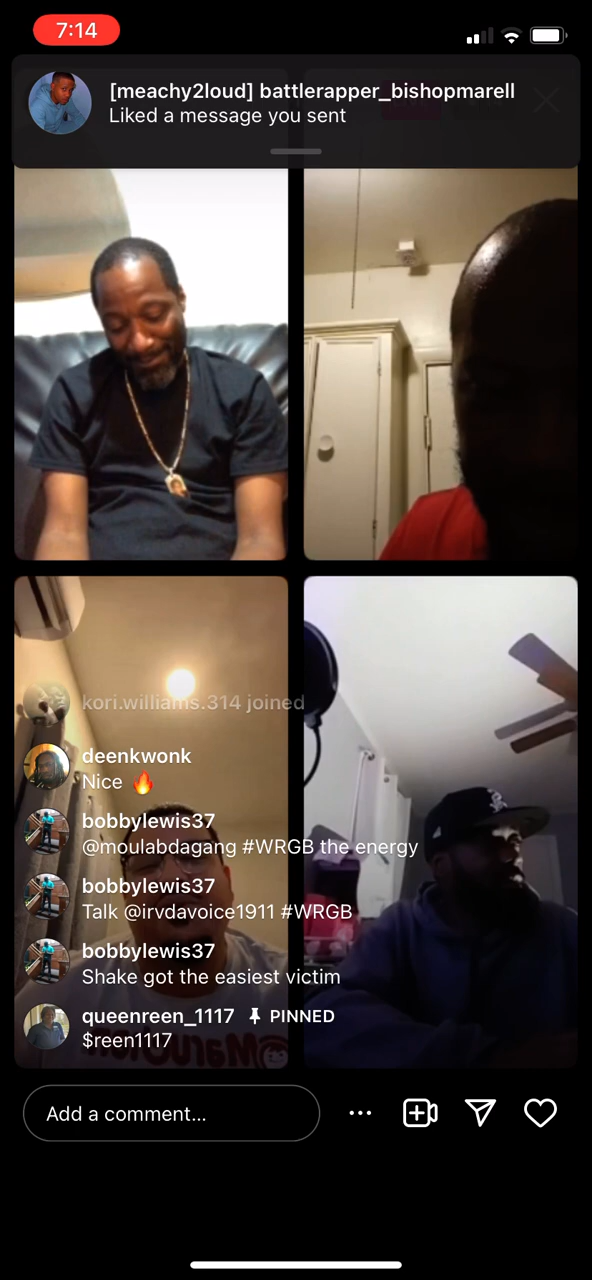 7:14
[meachy2loud] battlerapper_bishopmarell
Liked a message you sent
kori.williams.314 joined
deenkwonk
Nice 🔥
bobbylewis37
@moulabdagang #WRGB the energy
bobbylewis37
Talk @irvdavoice1911 #WRGB
bobbylewis37
Shake got the easiest victim
queenreen_1117 PINNED
$reen1117
Add a comment...